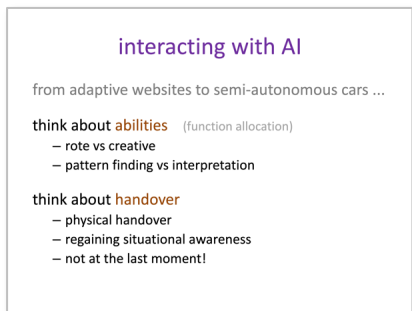 interacting with AI
from adaptive websites to semi-autonomous cars ...
think about abilities (function allocation)
– rote vs creative
– pattern finding vs interpretation
think about handover
– physical handover
– regaining situational awareness
– not at the last moment!